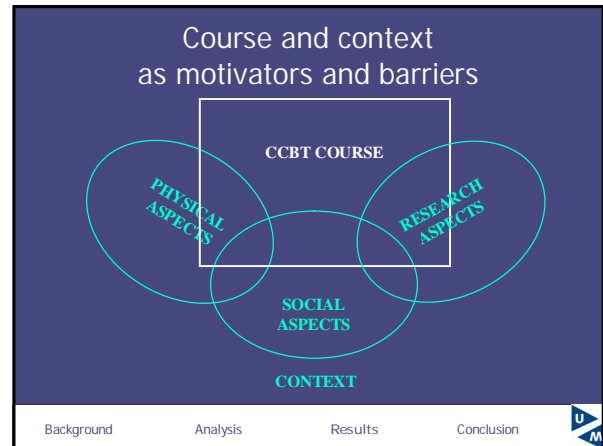 Course and context
as motivators and barriers
CCBT COURSE
PHYSICAL
ASPECTS
RESEARCH
ASPECTS
SOCIAL
ASPECTS
CONTEXT
Background Analysis Results Conclusion
U
M